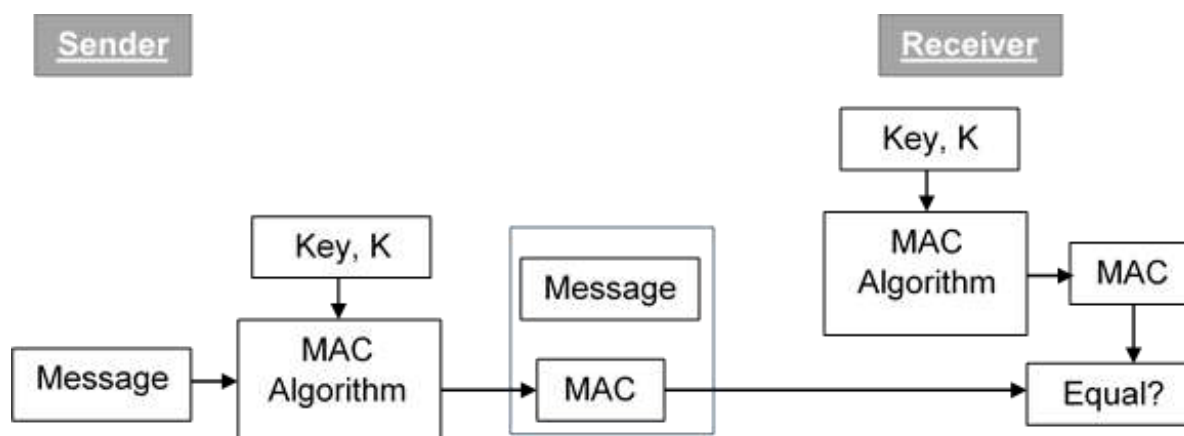 Sender
Receiver
Key, K
Key, K
MAC
Algorithm
MAC
Message
Message
MAC
Algorithm
MAC
Equal?